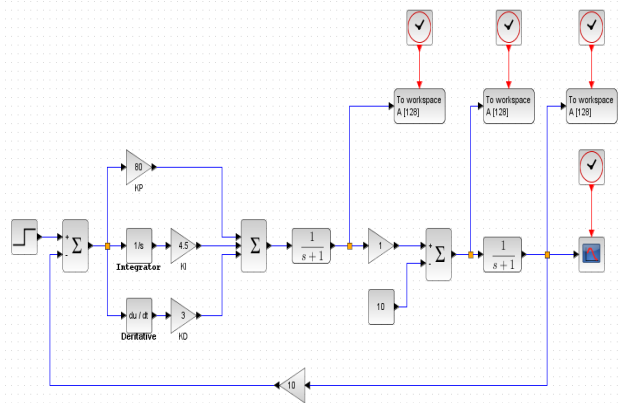 To workspace
A [128]
To workspace
A [128]
To workspace
A [128]
80
KP
+
-
Σ
1/s
Integrator
4.5
KI
Σ
1
s+1
1
+
-
Σ
1
s+1
10
du / dt
Deritative
3
KD
10